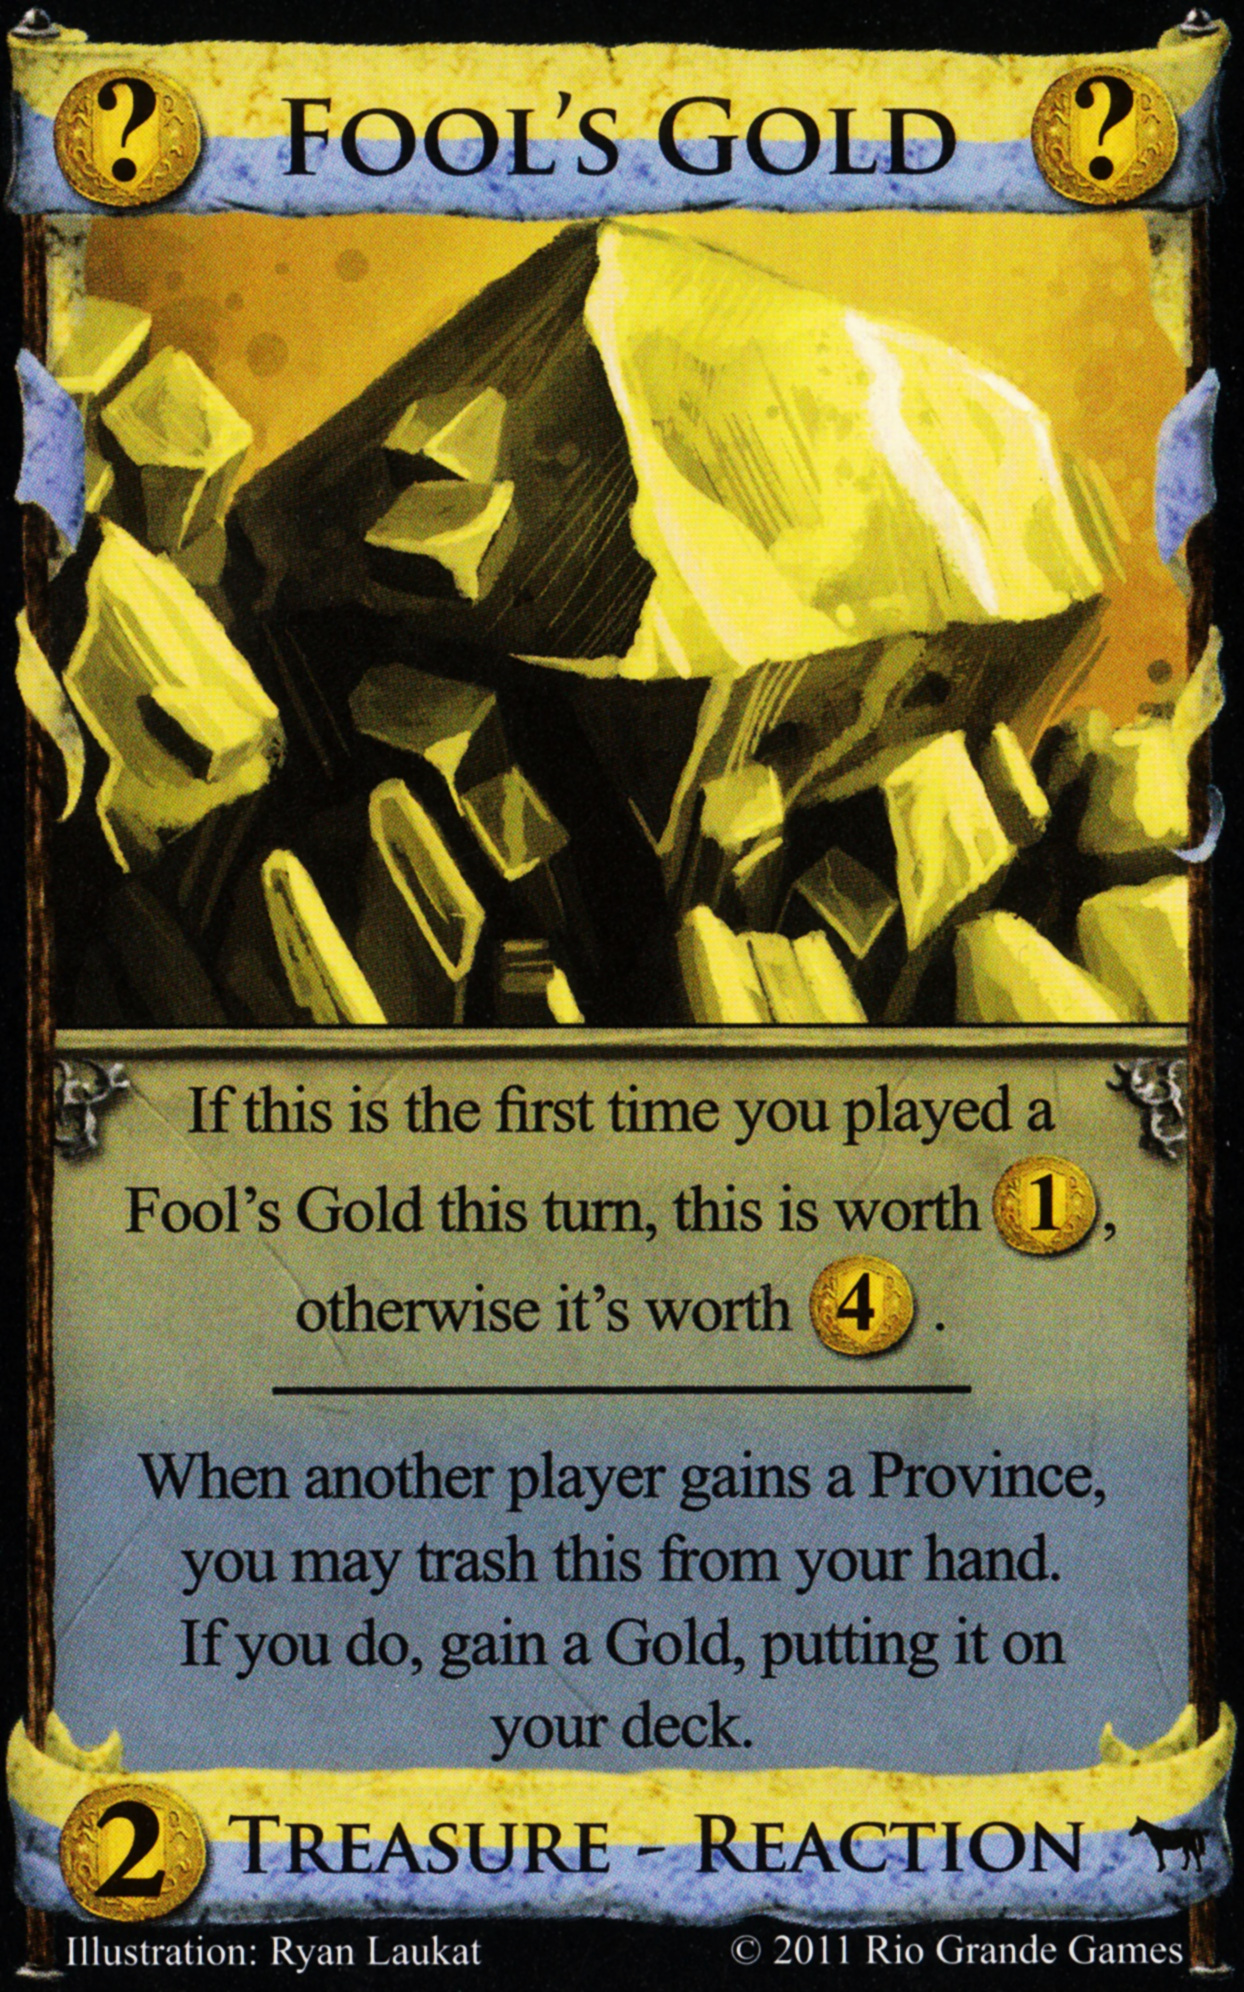 ? FOOL'S GOLD ?
If this is the first time you played a
Fool's Gold this turn, this is worth 1,
otherwise it's worth 4 .
When another player gains a Province,
you may trash this from your hand.
If you do, gain a Gold, putting it on
your deck.
2 TREASURE - REACTION
Illustration: Ryan Laukat © 2011 Rio Grande Games